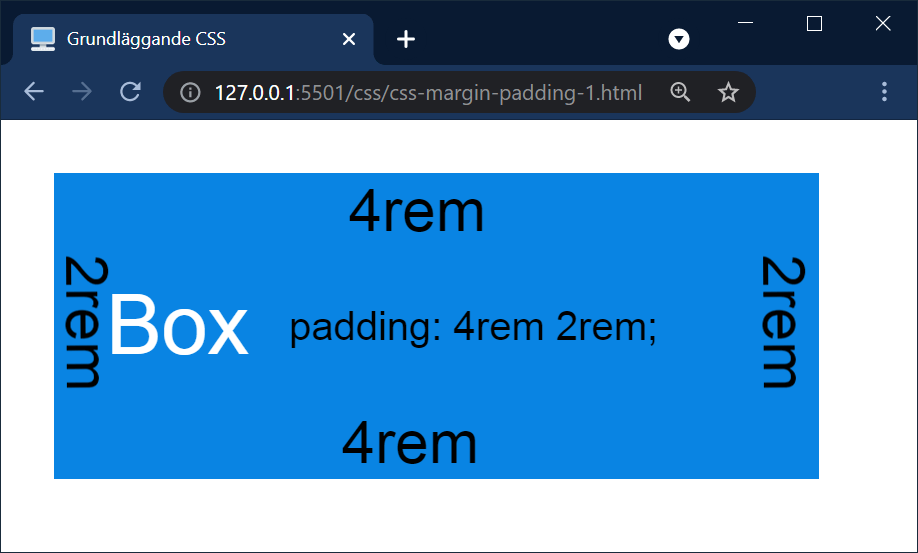 Grundläggande CSS
127.0.0.1:5501/css/css-margin-padding-1.html
4rem
2rem
Box
padding: 4rem 2rem;
2rem
4rem